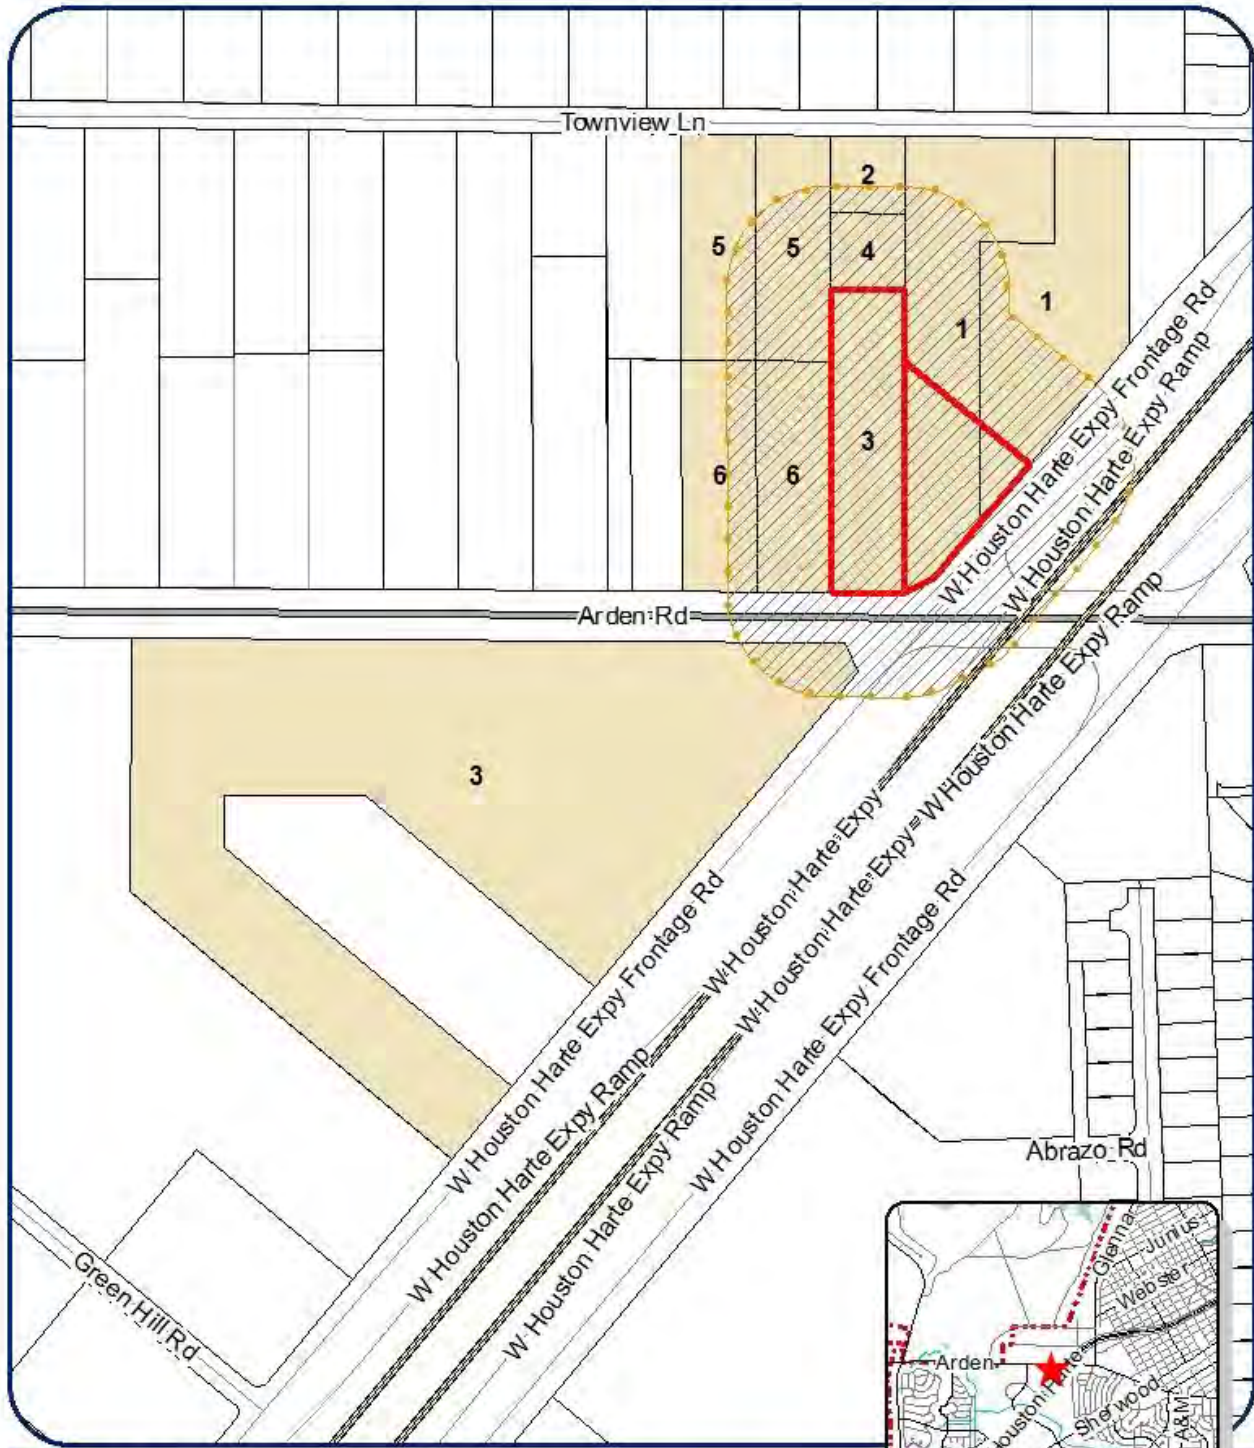 Townview Ln
2
5
5
4
1
1
3
6
6
W Houston Harte Expy Frontage Rd
W Houston Harte Expy Ramp
Arden Rd
W Houston Harte Expy Ramp
3
W Houston Harte Expy
W Houston Harte Expy
W Houston Harte Expy Frontage Rd
W Houston Harte Expy Frontage Rd
W Houston Harte Expy Ramp
W Houston Harte Expy Ramp
Abrazo Rd
Green Hill Rd
Glenna
Junius
Webster
Arden
Houston Harte
Sherwood
A&M